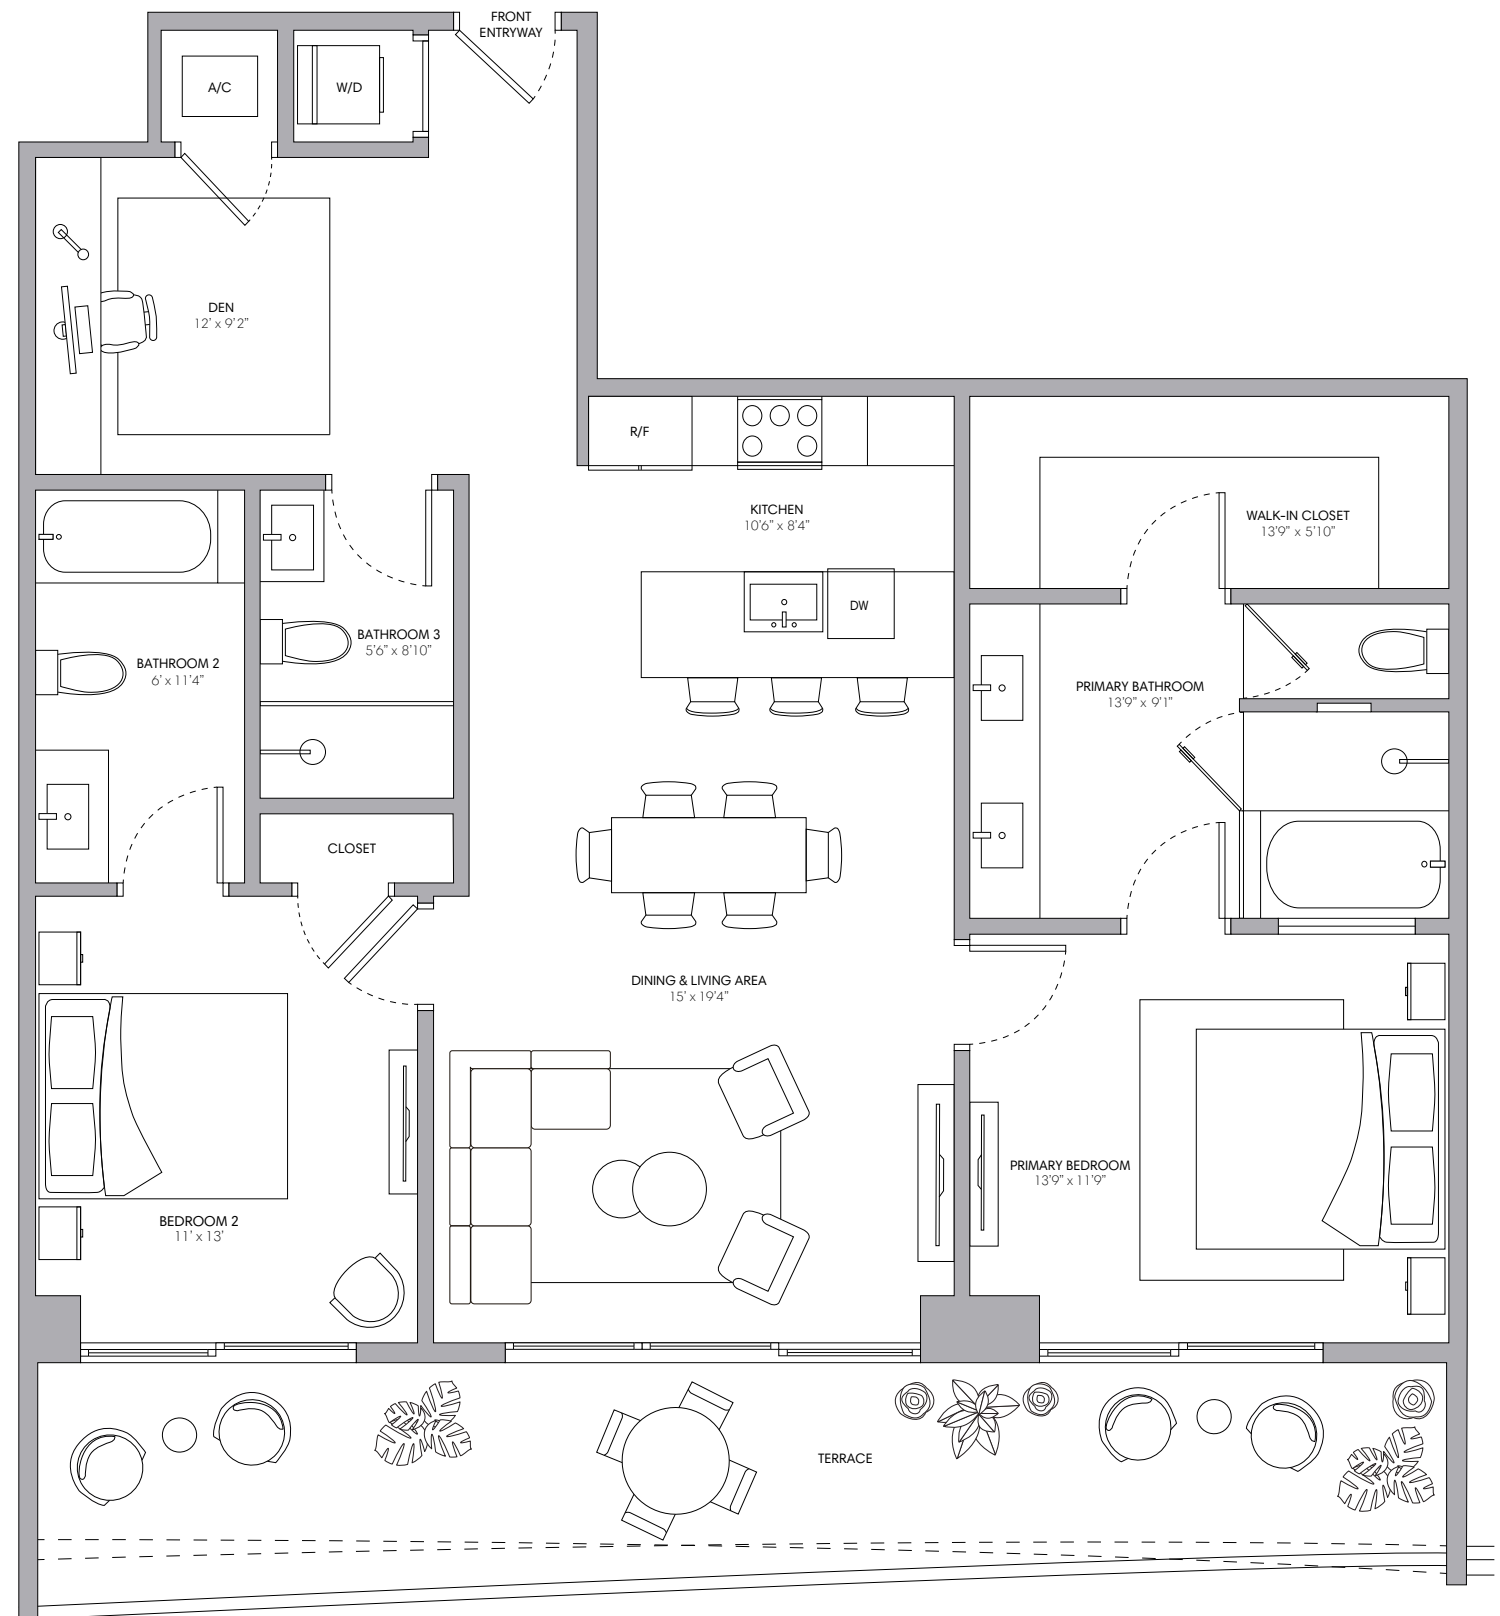 FRONT
ENTRYWAY
A/C
W/D
DEN
12' x 9'2"
R/F
KITCHEN
10'6" x 8'4"
WALK-IN CLOSET
13'9" x 5'10"
DW
BATHROOM 3
5'6" x 8'10"
BATHROOM 2
6' x 11'4"
PRIMARY BATHROOM
13'9" x 9'1"
CLOSET
DINING & LIVING AREA
15' x 19'4"
PRIMARY BEDROOM
13'9" x 11'9"
BEDROOM 2
11' x 13'
TERRACE